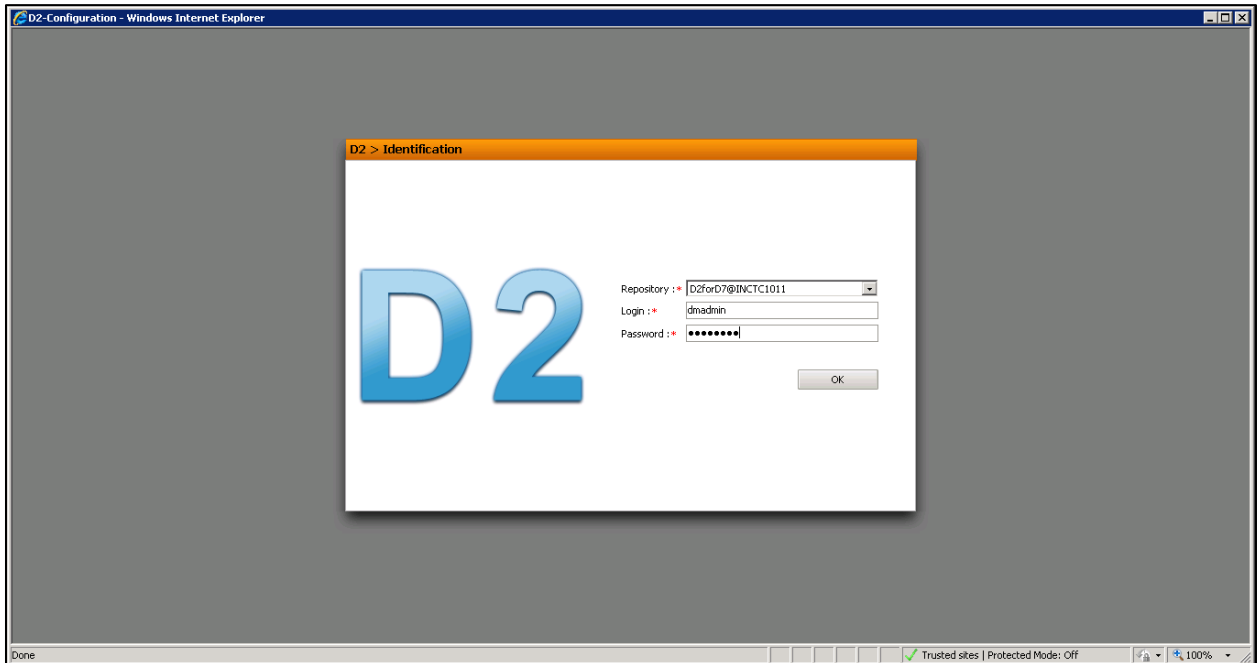 D2-Configuration - Windows Internet Explorer
D2 > Identification
D2
Repository :* D2forD7@INCTC1011
Login :* dmadmin
Password :* ●●●●●●●●
OK
Done Trusted sites | Protected Mode: Off 100%